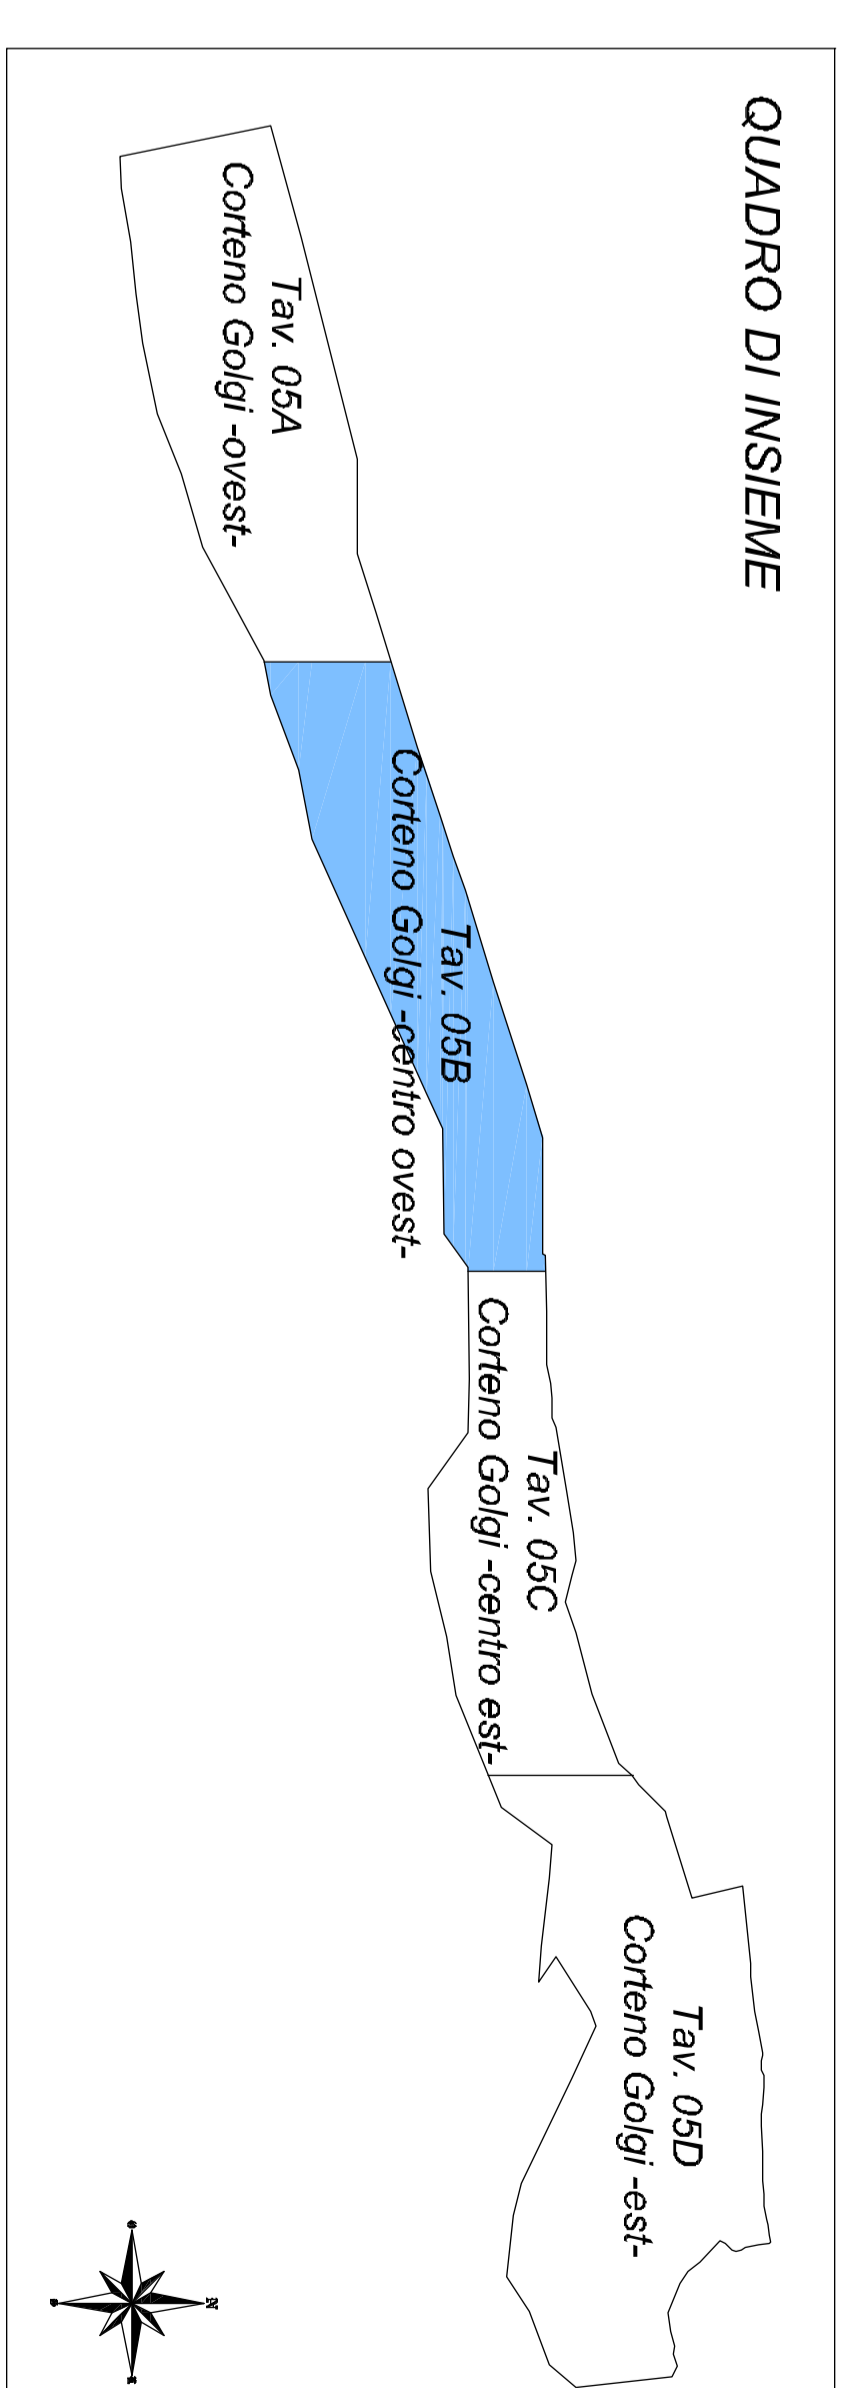 QUADRO DI INSIEME
Tav. 05A
Corteno Golgi -ovest-
Tav. 05B
Corteno Golgi -centro ovest-
Tav. 05C
Corteno Golgi -centro est-
Tav. 05D
Corteno Golgi -est-
N